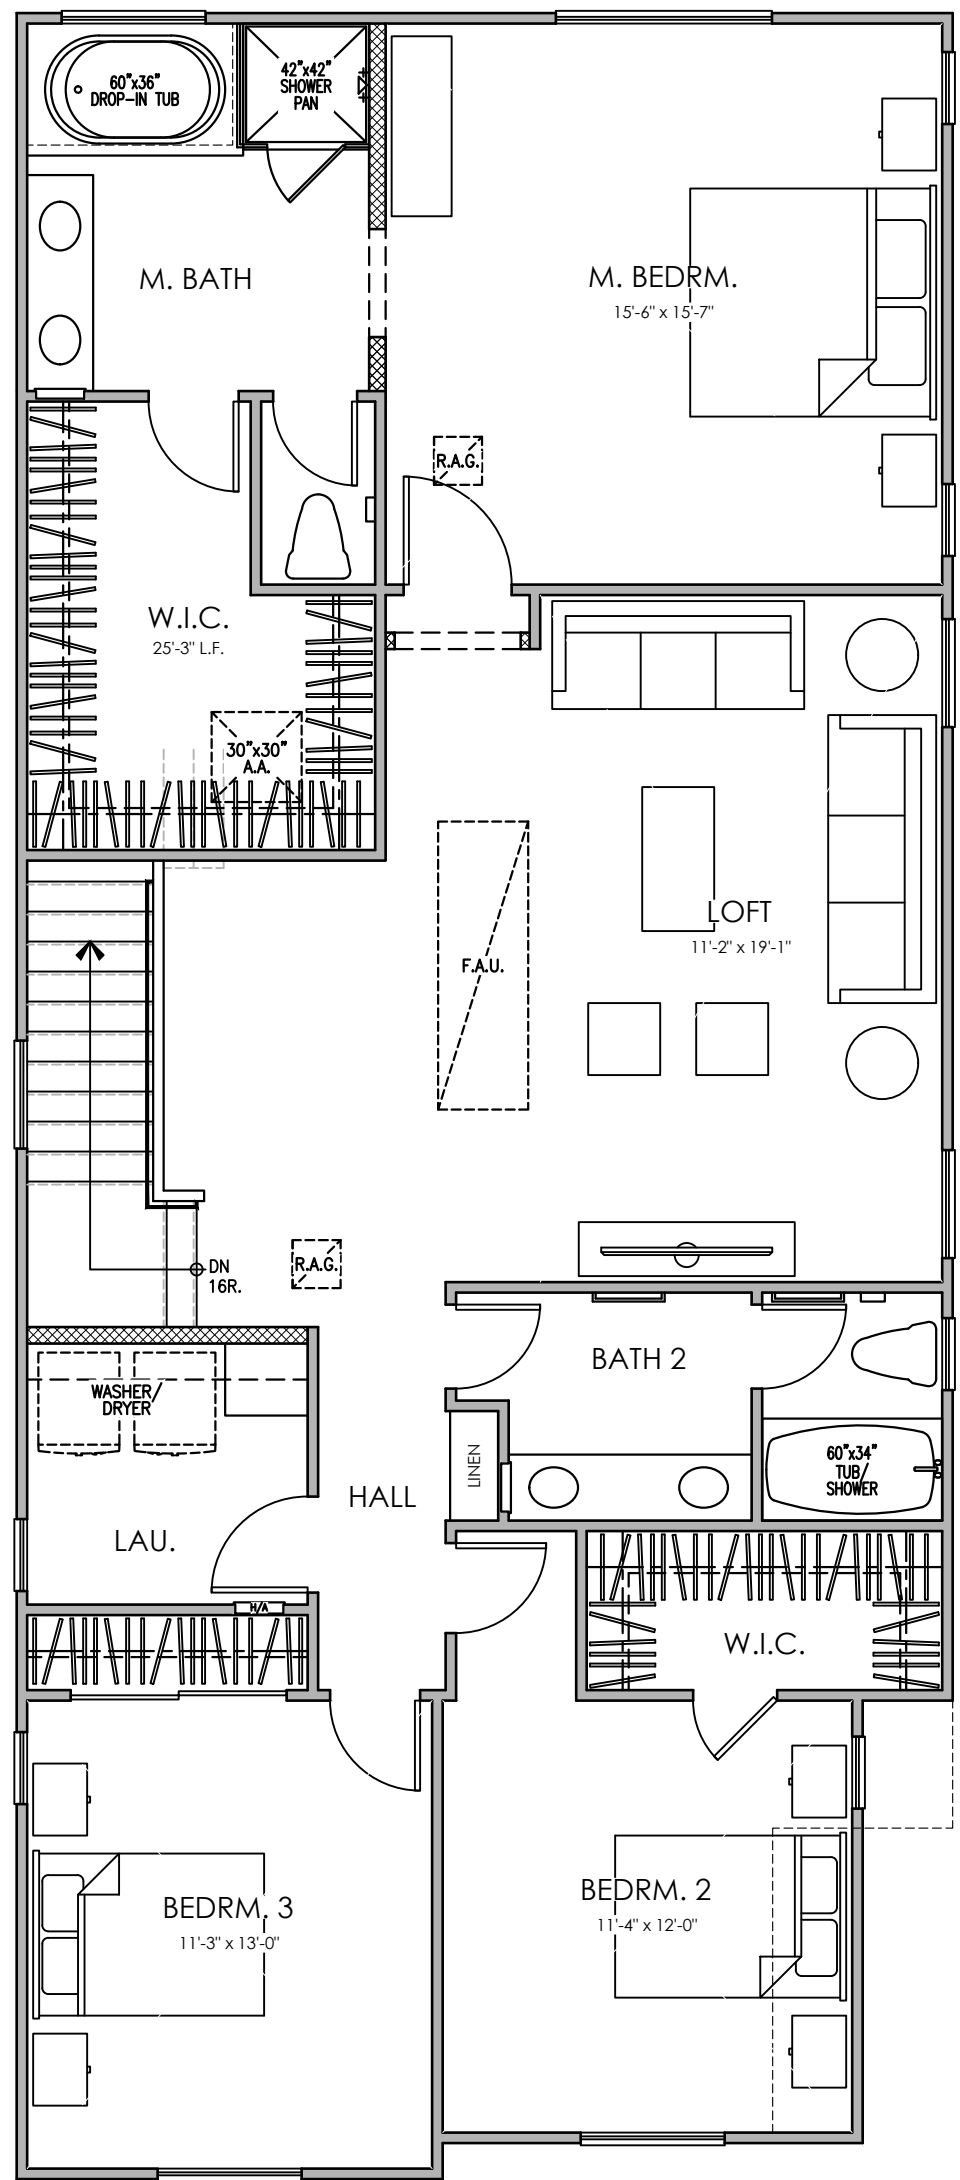 60"x36"
DROP-IN TUB
42"x42"
SHOWER
PAN
M. BATH
M. BEDRM.
15'-6" x 15'-7"
R.A.G.
W.I.C.
25'-3" L.F.
30"x30"
A.A.
LOFT
11'-2" x 19'-1"
F.A.U.
R.A.G.
DN
16R.
BATH 2
WASHER/
DRYER
LINEN
60"x34"
TUB/
SHOWER
HALL
LAU.
H/A
W.I.C.
BEDRM. 3
11'-3" x 13'-0"
BEDRM. 2
11'-4" x 12'-0"